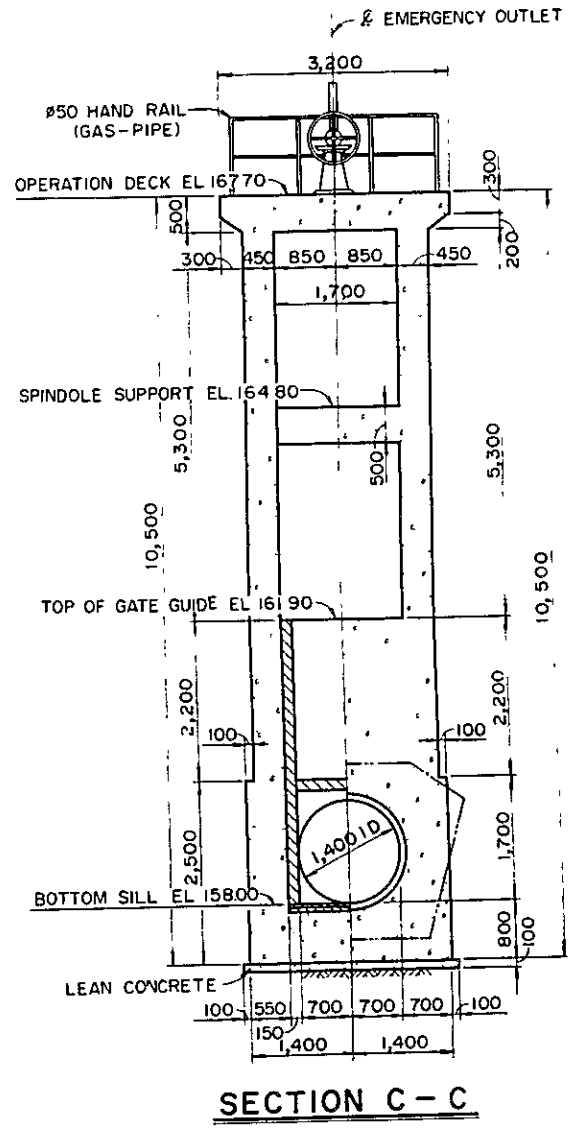 ℄ EMERGENCY OUTLET
3,200
ø50 HAND RAIL
(GAS-PIPE)
OPERATION DECK EL 167.70
300
500
200
300 450 850 850 450
1,700
SPINDOLE SUPPORT EL. 164 80
5,300
500
5,300
10,500
10,500
TOP OF GATE GUIDE EL 161 90
2,200
2,200
100
100
1,400 I D
2,500
1,700
BOTTOM SILL EL 158.00
800
100
LEAN CONCRETE
100 550 700 700 700 100
150
1,400 1,400
SECTION C - C